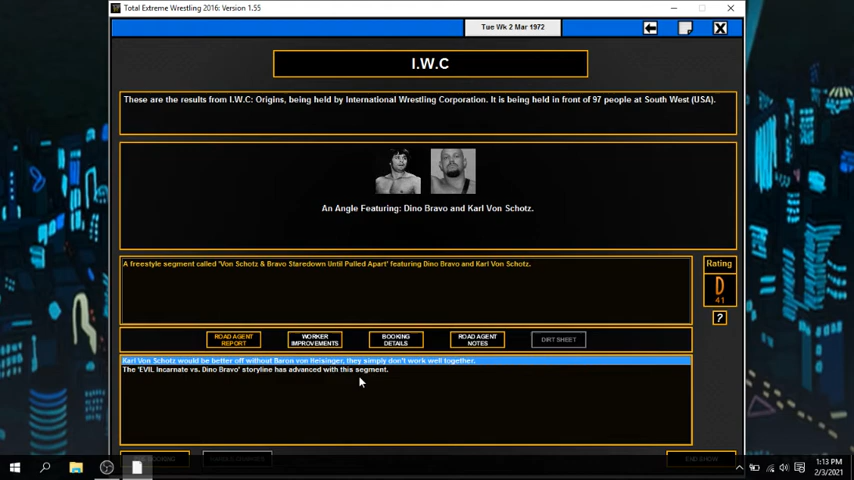 Total Extreme Wrestling 2016: Version 1.55
Tue Wk 2 Mar 1972
I.W.C
These are the results from I.W.C: Origins, being held by International Wrestling Corporation. It is being held in front of 97 people at South West (USA).
An Angle Featuring: Dino Bravo and Karl Von Schotz.
A freestyle segment called 'Von Schotz & Bravo Staredown Until Pulled Apart' featuring Dino Bravo and Karl Von Schotz.
Rating
D
41
?
ROAD AGENT REPORT
WORKER IMPROVEMENTS
BOOKING DETAILS
ROAD AGENT NOTES
DIRT SHEET
Karl Von Schotz would be better off without Baron von Heisinger, they simply don't work well together.
The 'EVIL Incarnate vs. Dino Bravo' storyline has advanced with this segment.
BOOKING
END SHOW
1:13 PM
2/3/2021